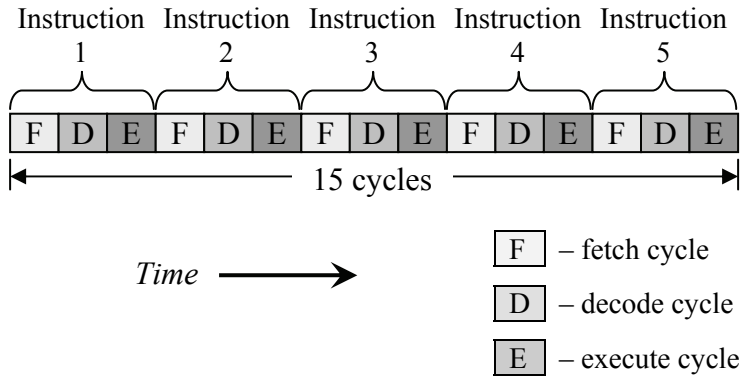 Instruction Instruction Instruction Instruction Instruction
1 2 3 4 5
F D E F D E F D E F D E F D E
15 cycles
Time
F – fetch cycle
D – decode cycle
E – execute cycle